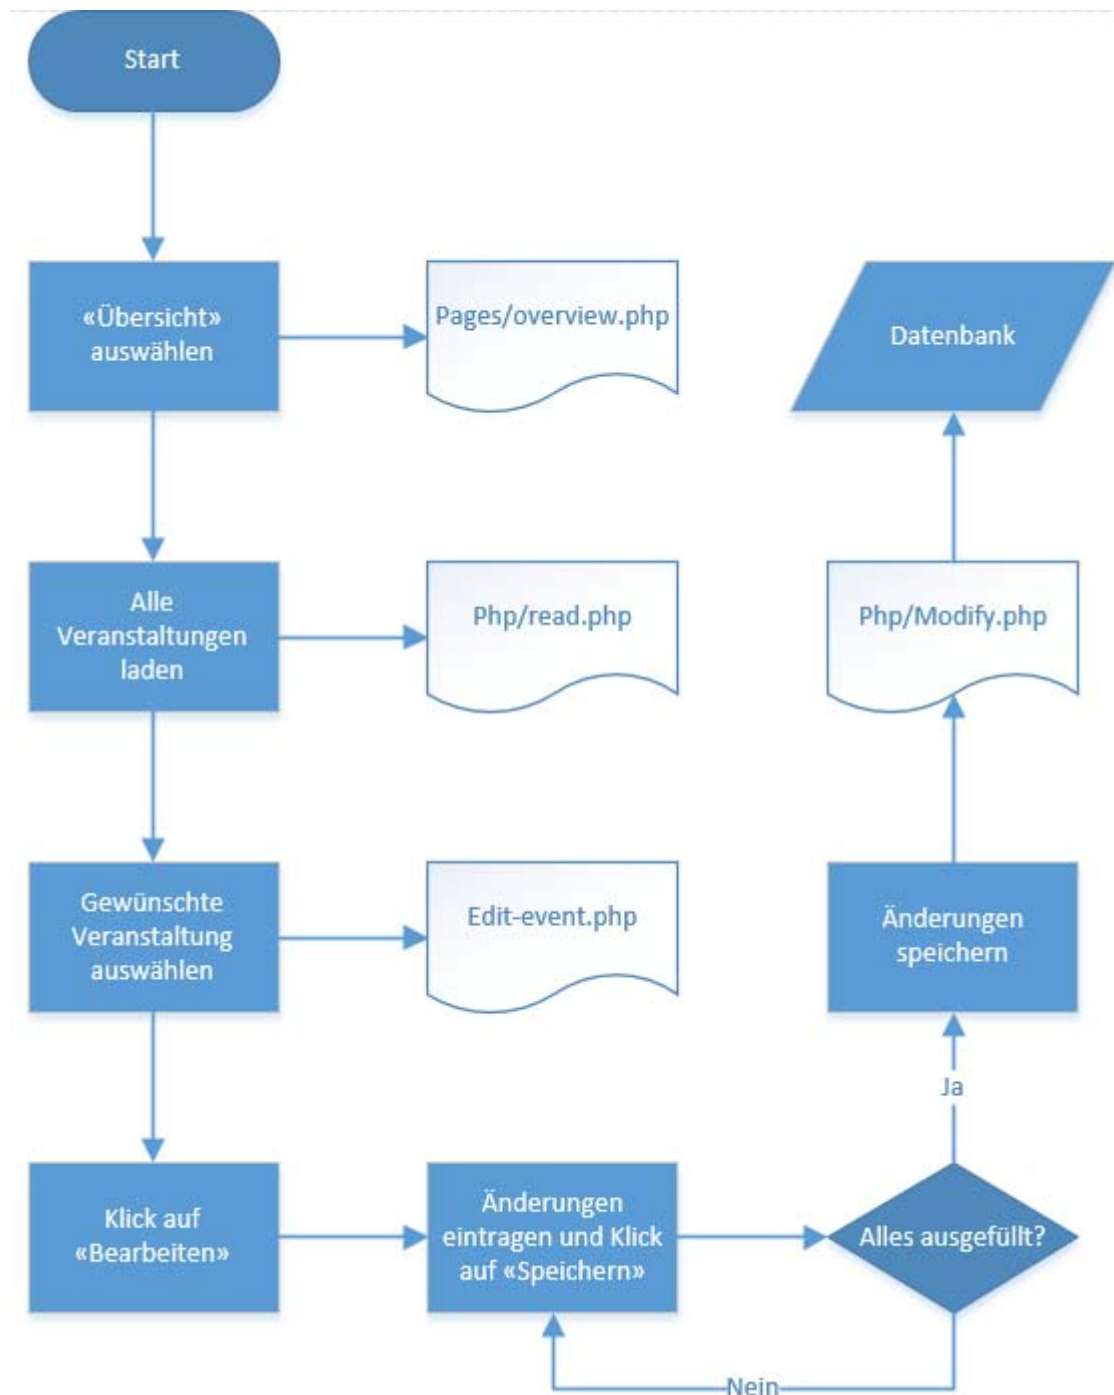 Start
«Übersicht»
auswählen
Pages/overview.php
Datenbank
Alle
Veranstaltungen
laden
Php/read.php
Php/Modify.php
Gewünschte
Veranstaltung
auswählen
Edit-event.php
Änderungen
speichern
Ja
Klick auf
«Bearbeiten»
Änderungen
eintragen und Klick
auf «Speichern»
Alles ausgefüllt?
Nein